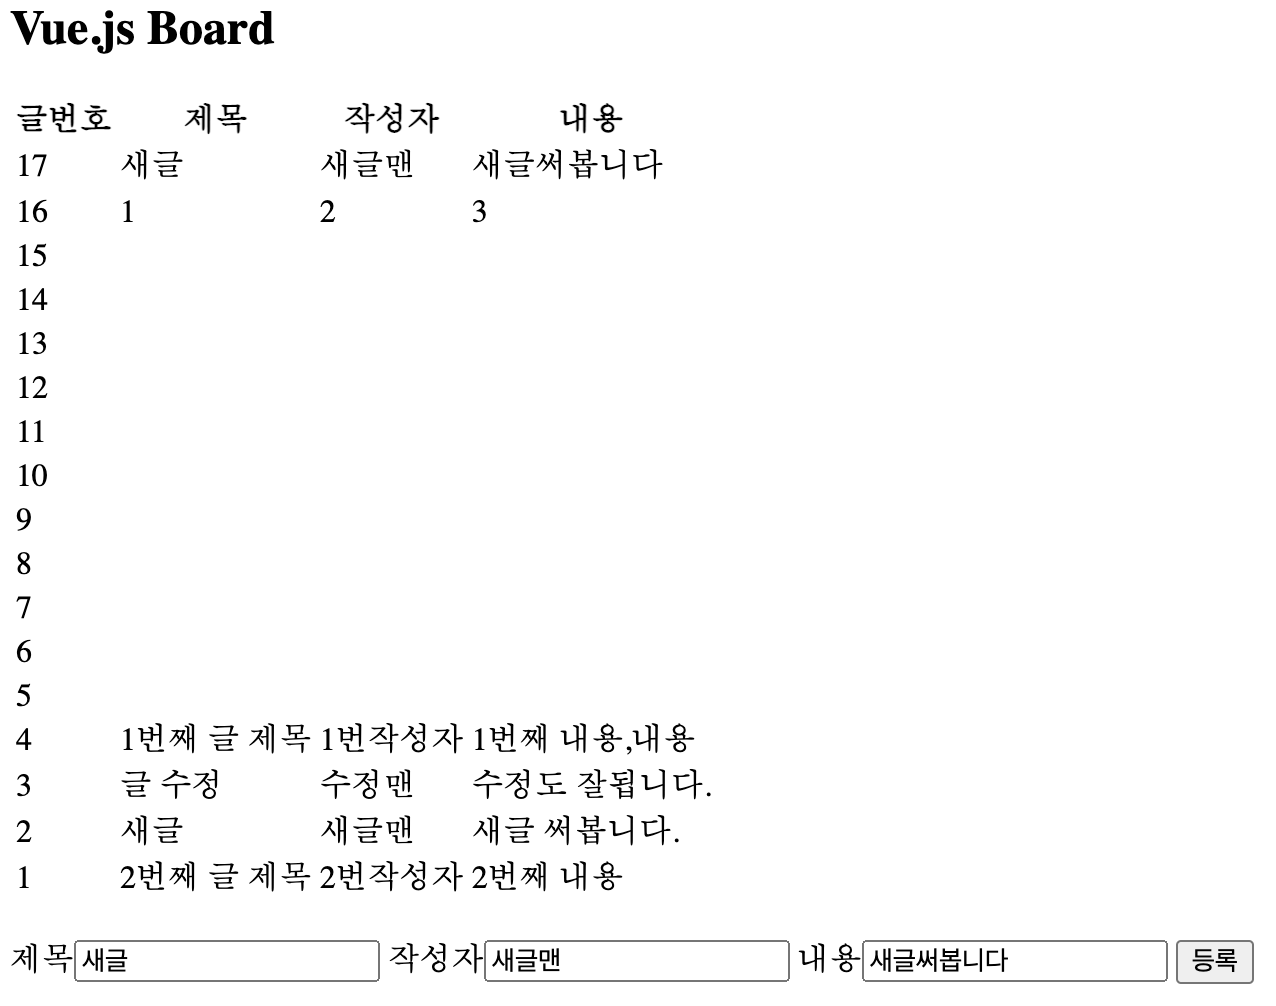 Vue.js Board
글번호 제목 작성자 내용
17 새글 새글맨 새글써봅니다
16 1 2 3
15
14
13
12
11
10
9
8
7
6
5
4 1번째 글 제목 1번작성자 1번째 내용,내용
3 글 수정 수정맨 수정도 잘됩니다.
2 새글 새글맨 새글 써봅니다.
1 2번째 글 제목 2번작성자 2번째 내용
제목 새글 작성자 새글맨 내용 새글써봅니다 등록